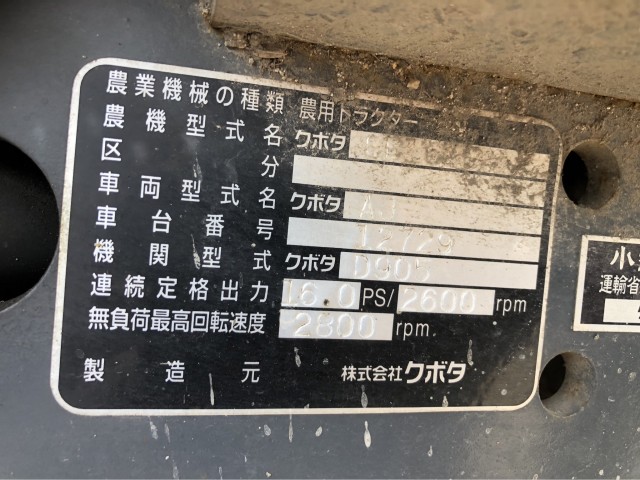 農業機械の種類 農用トラクター
農機型式名 クボタ
区分
車両型式名 クボタ A
車台番号 12729
機関型式 クボタ D905
連続定格出力 16.0 PS/ 2600 rpm
無負荷最高回転速度 2800 rpm.
製造元 株式会社クボタ
小
運輸省